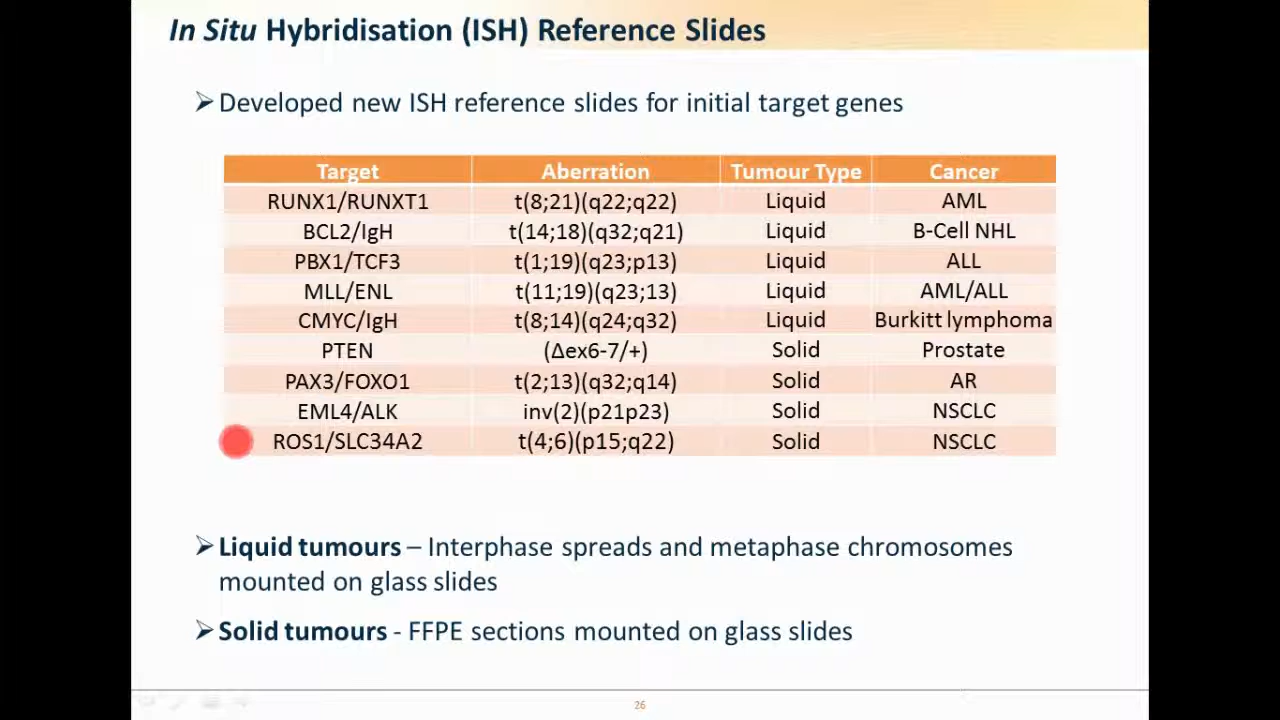 In Situ Hybridisation (ISH) Reference Slides
➢ Developed new ISH reference slides for initial target genes
Target Aberration Tumour Type Cancer
RUNX1/RUNXT1 t(8;21)(q22;q22) Liquid AML
BCL2/IgH t(14;18)(q32;q21) Liquid B-Cell NHL
PBX1/TCF3 t(1;19)(q23;p13) Liquid ALL
MLL/ENL t(11;19)(q23;13) Liquid AML/ALL
CMYC/IgH t(8;14)(q24;q32) Liquid Burkitt lymphoma
PTEN (Δex6-7/+) Solid Prostate
PAX3/FOXO1 t(2;13)(q32;q14) Solid AR
EML4/ALK inv(2)(p21p23) Solid NSCLC
ROS1/SLC34A2 t(4;6)(p15;q22) Solid NSCLC
➢ Liquid tumours – Interphase spreads and metaphase chromosomes
mounted on glass slides
➢ Solid tumours - FFPE sections mounted on glass slides
26